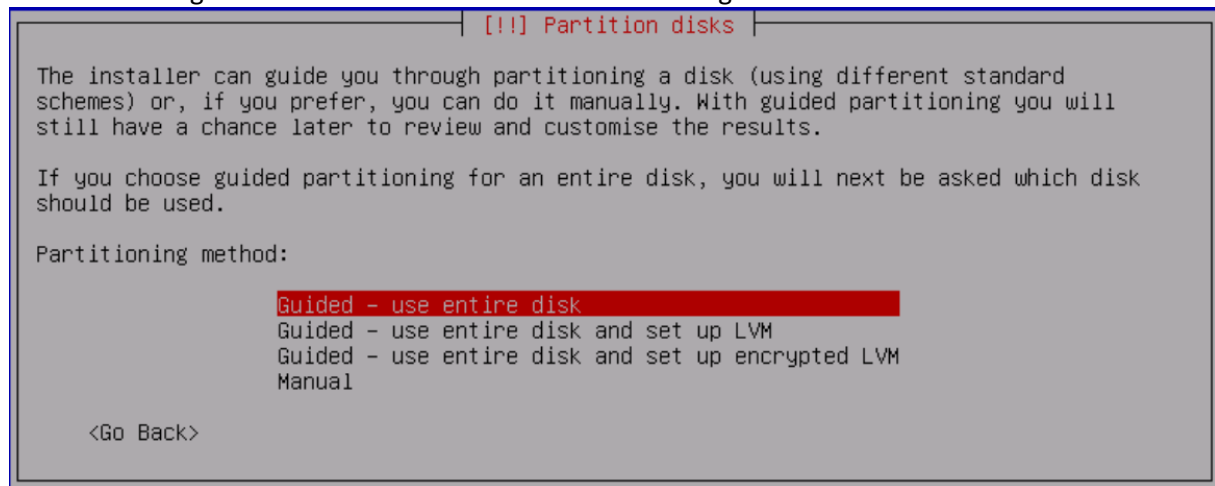 [!!] Partition disks
The installer can guide you through partitioning a disk (using different standard
schemes) or, if you prefer, you can do it manually. With guided partitioning you will
still have a chance later to review and customise the results.
If you choose guided partitioning for an entire disk, you will next be asked which disk
should be used.
Partitioning method:
Guided - use entire disk
Guided - use entire disk and set up LVM
Guided - use entire disk and set up encrypted LVM
Manual
<Go Back>